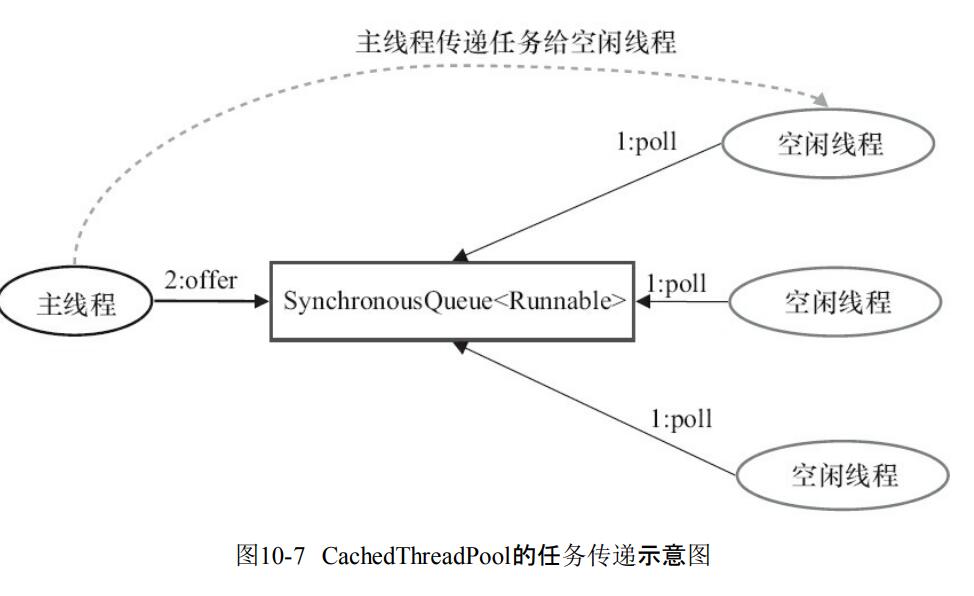 主线程传递任务给空闲线程
1:poll
空闲线程
2:offer
主线程
SynchronousQueue<Runnable>
1:poll
空闲线程
1:poll
空闲线程
图10-7 CachedThreadPool的任务传递示意图